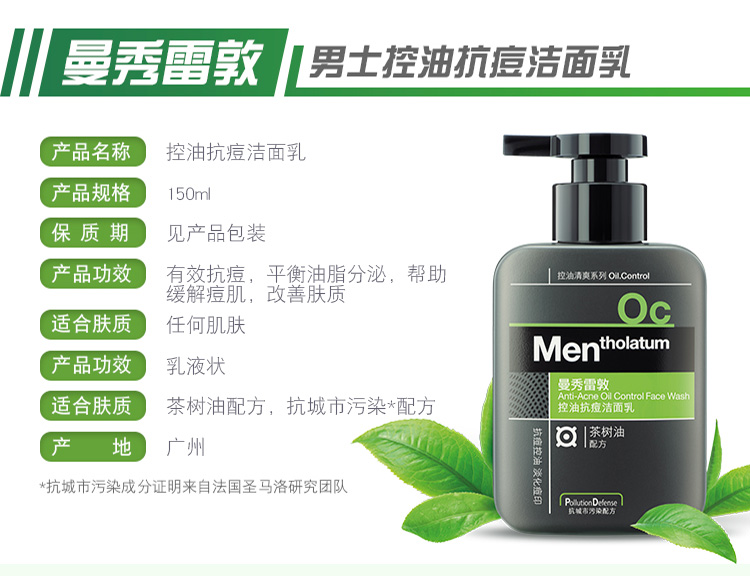 曼秀雷敦 男士控油抗痘洁面乳
产品名称 控油抗痘洁面乳
产品规格 150ml
保质期 见产品包装
产品功效 有效抗痘，平衡油脂分泌，帮助
缓解痘肌，改善肤质
适合肤质 任何肌肤
产品功效 乳液状
适合肤质 茶树油配方，抗城市污染*配方
产地 广州
*抗城市污染成分证明来自法国圣马洛研究团队
控油清爽系列 Oil.Control
Oc
Mentholatum
曼秀雷敦
Anti-Acne Oil Control Face Wash
控油抗痘洁面乳
茶树油
配方
抗痘控油 淡化痘印
Pollution Defense
抗城市污染配方